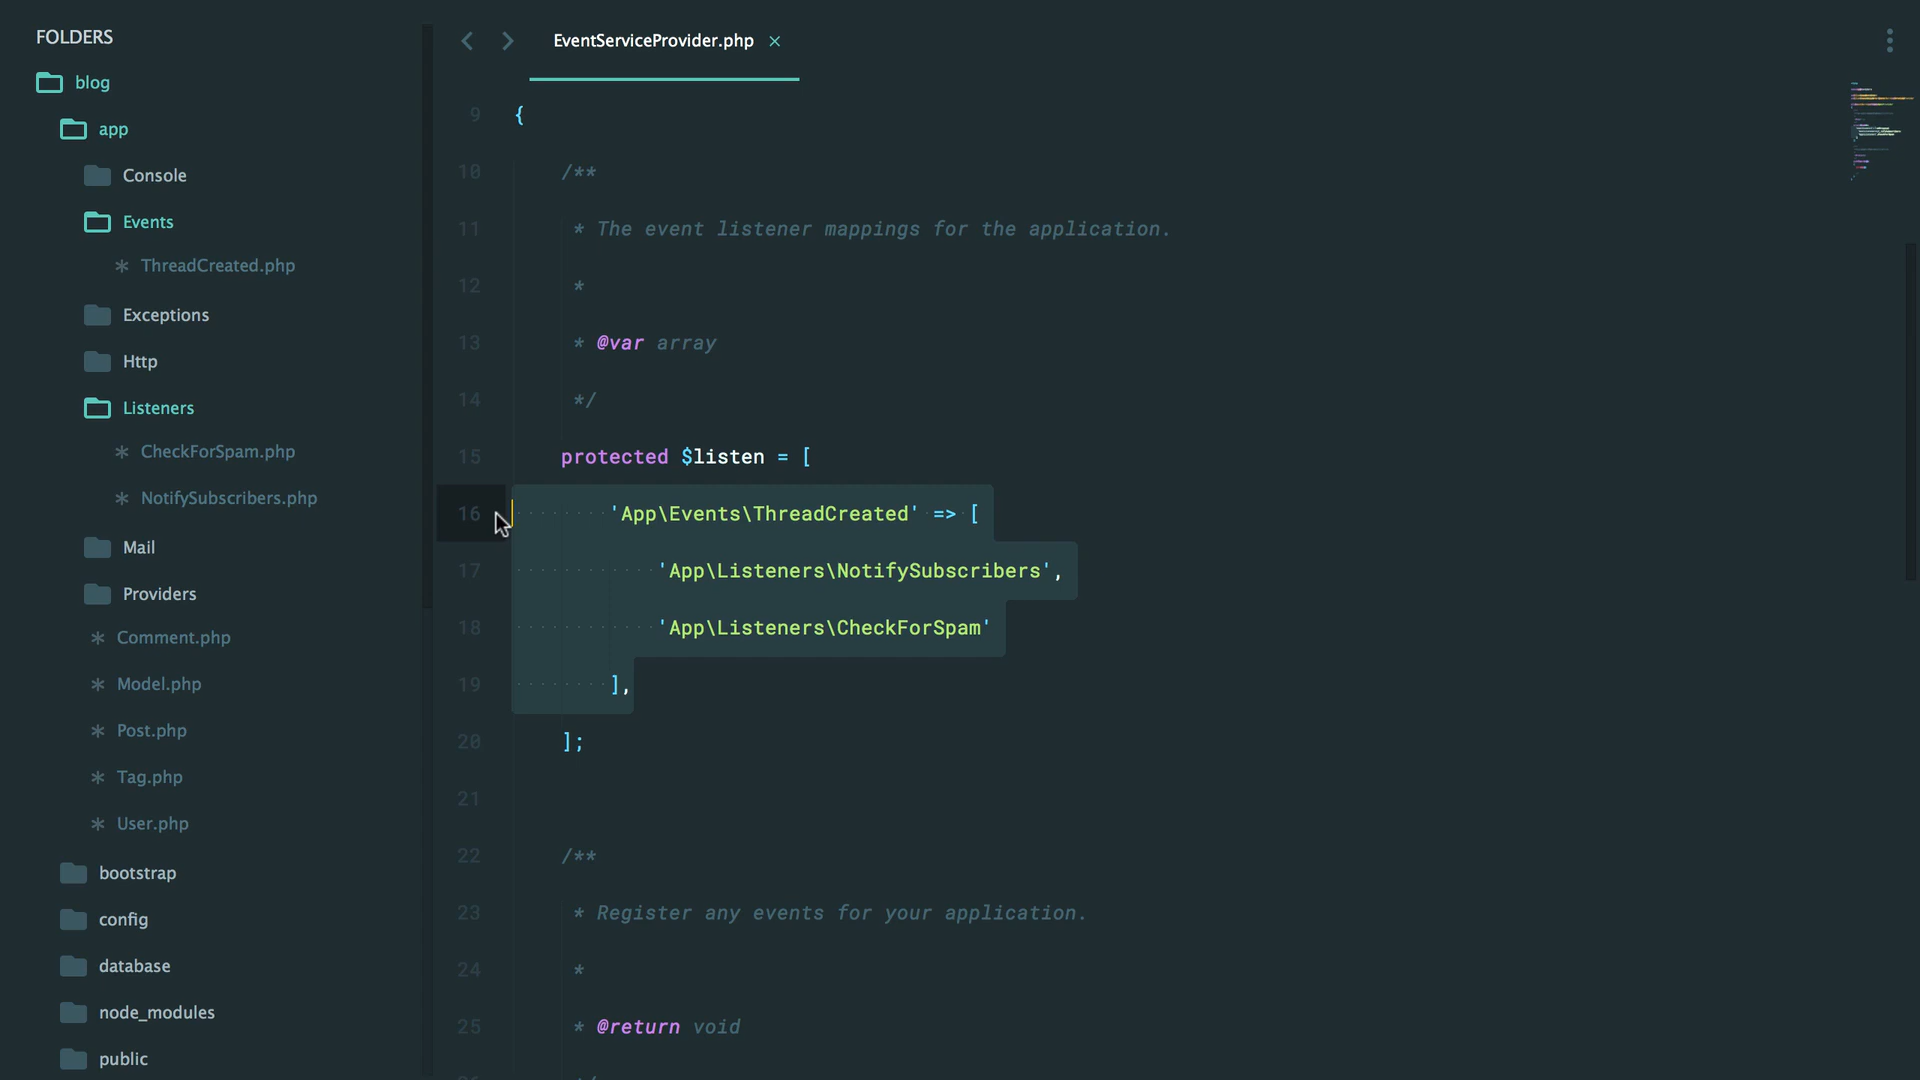 FOLDERS
blog
app
Console
Events
ThreadCreated.php
Exceptions
Http
Listeners
CheckForSpam.php
NotifySubscribers.php
Mail
Providers
Comment.php
Model.php
Post.php
Tag.php
User.php
bootstrap
config
database
node_modules
public
EventServiceProvider.php ×
9 {
10 /**
11 * The event listener mappings for the application.
12 *
13 * @var array
14 */
15 protected $listen = [
16 'App\Events\ThreadCreated' => [
17 'App\Listeners\NotifySubscribers',
18 'App\Listeners\CheckForSpam'
19 ],
20 ];
21
22 /**
23 * Register any events for your application.
24 *
25 * @return void